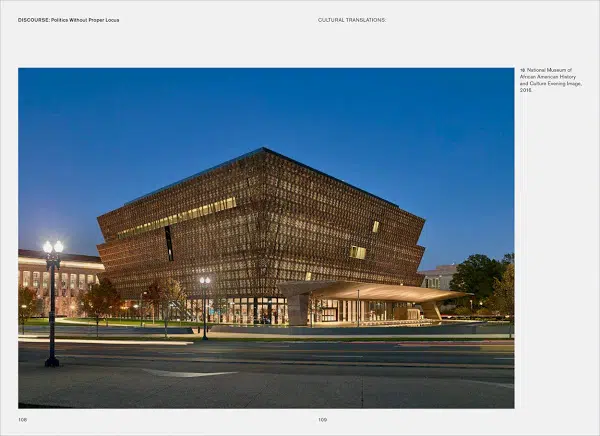 DISCOURSE: Politics Without Proper Locus
CULTURAL TRANSLATIONS
16 National Museum of
African American History
and Culture Evening Image,
2016.
108
109